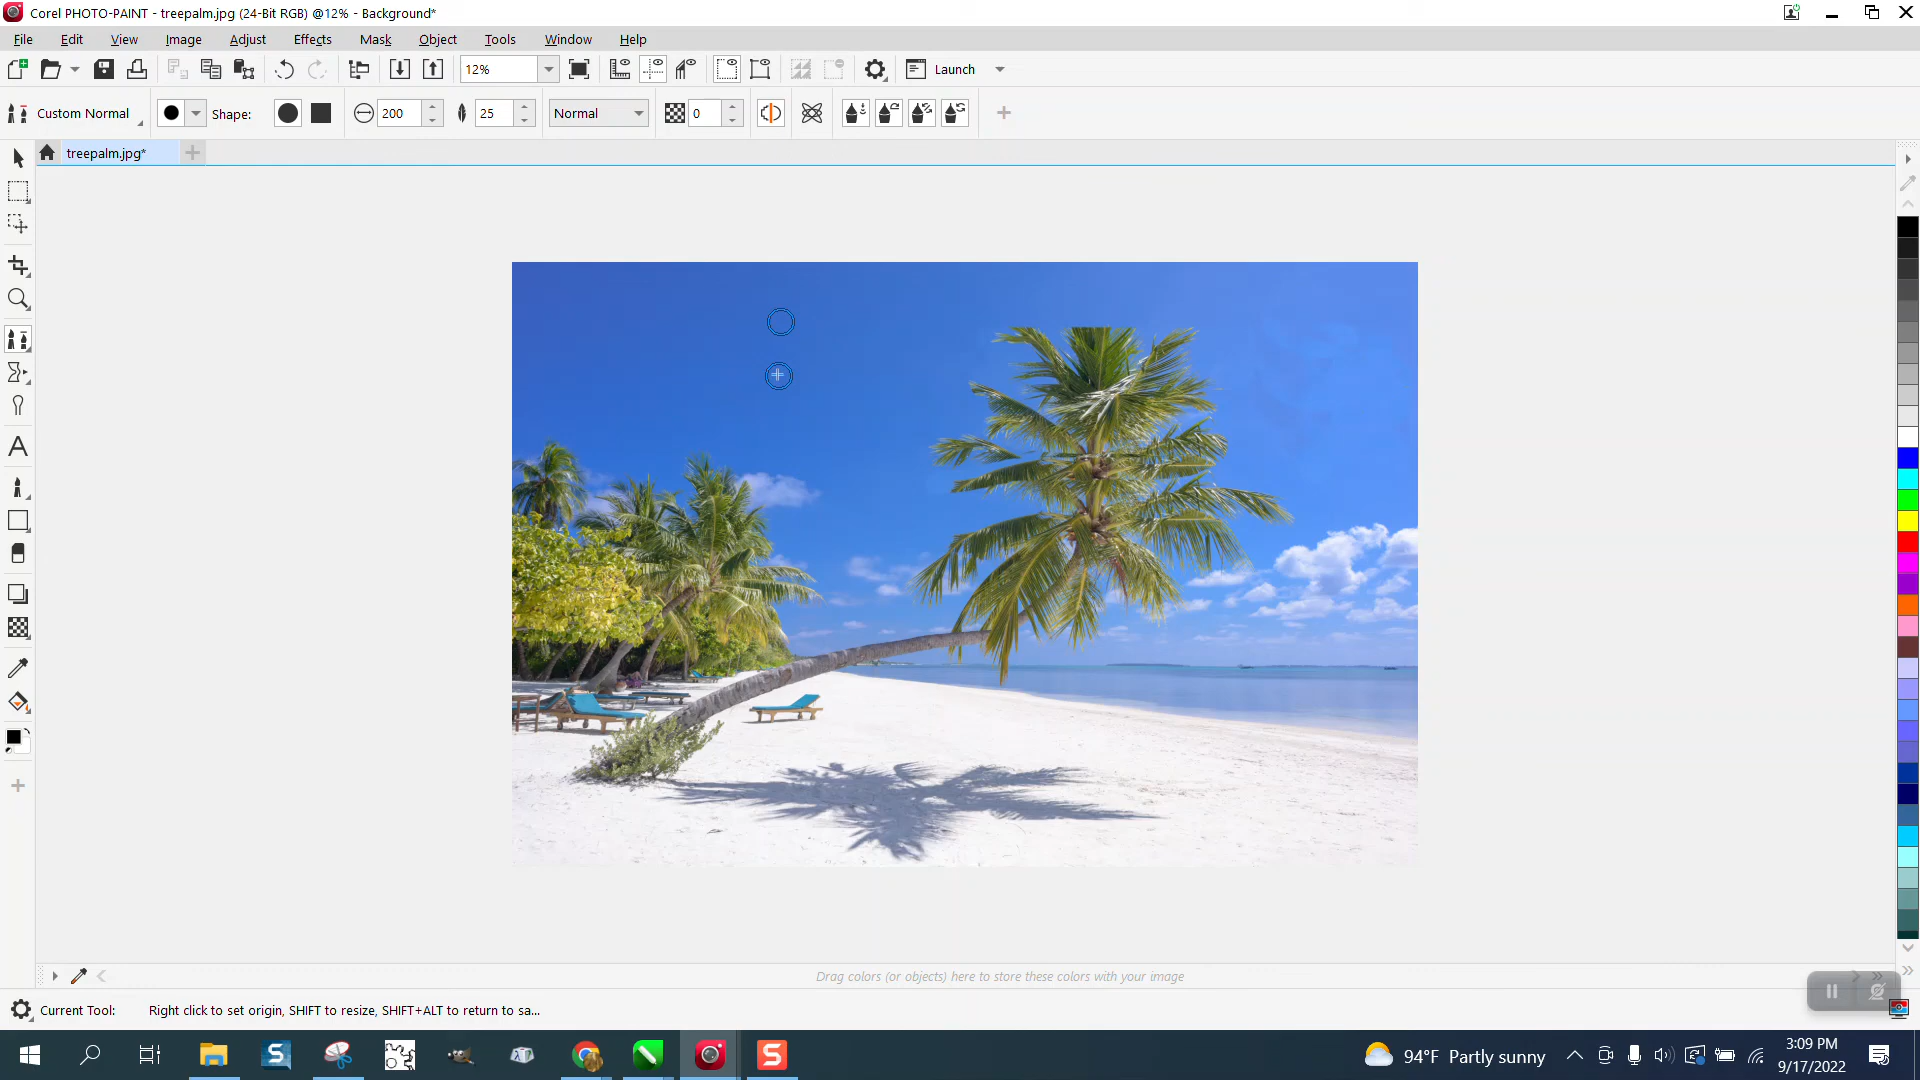 Corel PHOTO-PAINT - treepalm.jpg (24-Bit RGB) @12% - Background*
File Edit View Image Adjust Effects Mask Object Tools Window Help
12% Launch
Custom Normal Shape: 200 25 Normal 0
treepalm.jpg*
Drag colors (or objects) here to store these colors with your image
Current Tool: Right click to set origin, SHIFT to resize, SHIFT+ALT to return to sa...
94°F Partly sunny
3:09 PM
9/17/2022